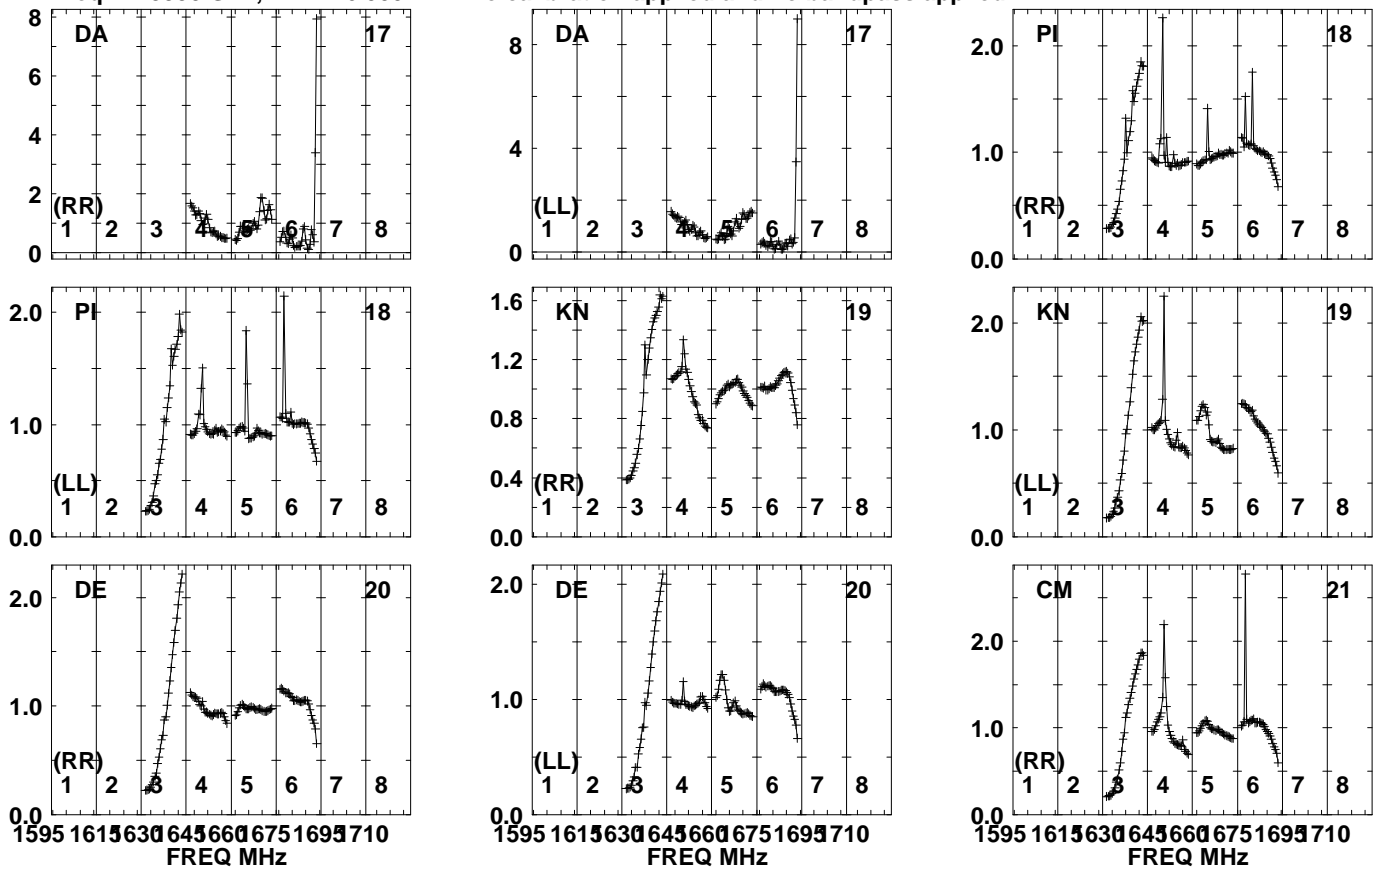 DA 17 DA 17 PI 18
8 6 4 2 0
8 4 0
2.0 1.0 0.0
(RR) (LL) (RR)
1 2 3 4 5 6 7 8 1 2 3 4 5 6 7 8 1 2 3 4 5 6 7 8
PI 18 KN 19 KN 19
2.0 1.0 0.0
1.6 1.2 0.8 0.4 0.0
2.0 1.0 0.0
(LL) (RR) (LL)
1 2 3 4 5 6 7 8 1 2 3 4 5 6 7 8 1 2 3 4 5 6 7 8
DE 20 DE 20 CM 21
2.0 1.0 0.0
2.0 1.0 0.0
2.0 1.0 0.0
(RR) (LL) (RR)
1 2 3 4 5 6 7 8 1 2 3 4 5 6 7 8 1 2 3 4 5 6 7 8
1595 1615 1630 1645 1660 1675 1695 1710 1595 1615 1630 1645 1660 1675 1695 1710 1595 1615 1630 1645 1660 1675 1695 1710
FREQ MHz FREQ MHz FREQ MHz